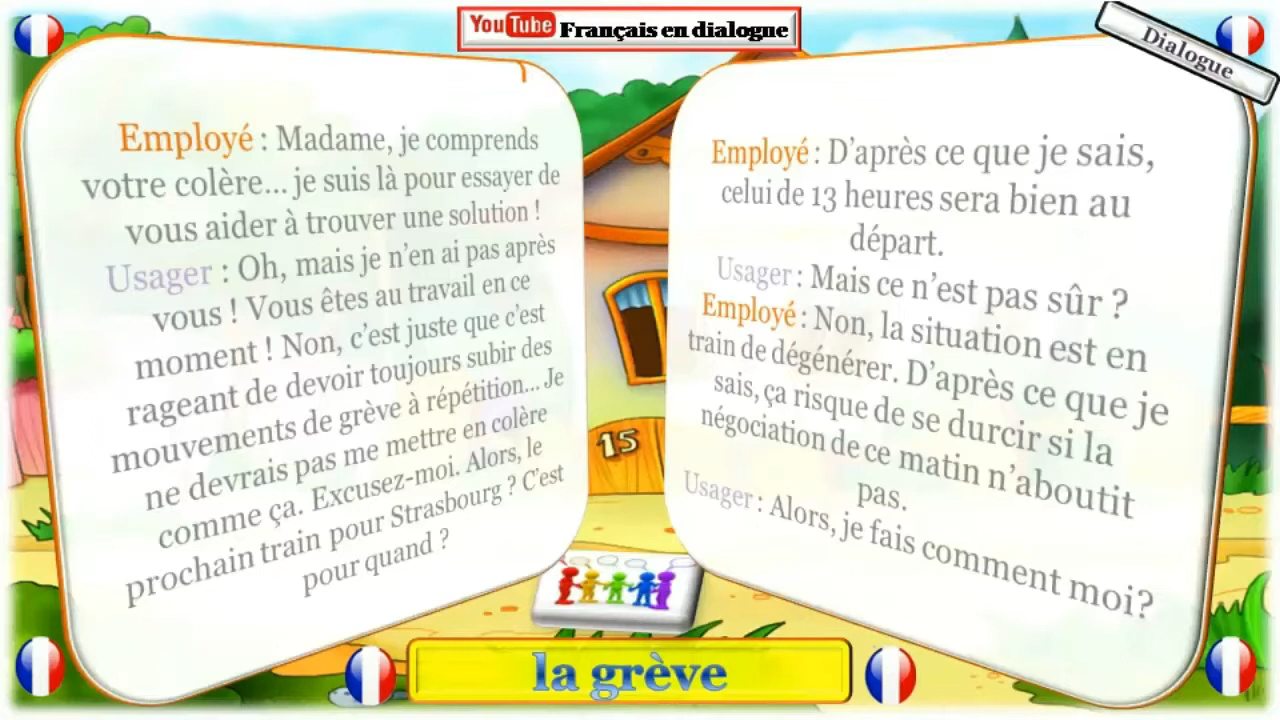 YouTube Français en dialogue
Dialogue
Employé : Madame, je comprends
votre colère... je suis là pour essayer de
vous aider à trouver une solution !
Usager : Oh, mais je n'en ai pas après
vous ! Vous êtes au travail en ce
moment ! Non, c'est juste que c'est
rageant de devoir toujours subir des
mouvements de grève à répétition... Je
ne devrais pas me mettre en colère
comme ça. Excusez-moi. Alors, le
prochain train pour Strasbourg ? C'est
pour quand ?
Employé : D'après ce que je sais,
celui de 13 heures sera bien au
départ.
Usager : Mais ce n'est pas sûr ?
Employé : Non, la situation est en
train de dégénérer. D'après ce que je
sais, ça risque de se durcir si la
négociation de ce matin n'aboutit
pas.
Usager : Alors, je fais comment moi?
15
la grève